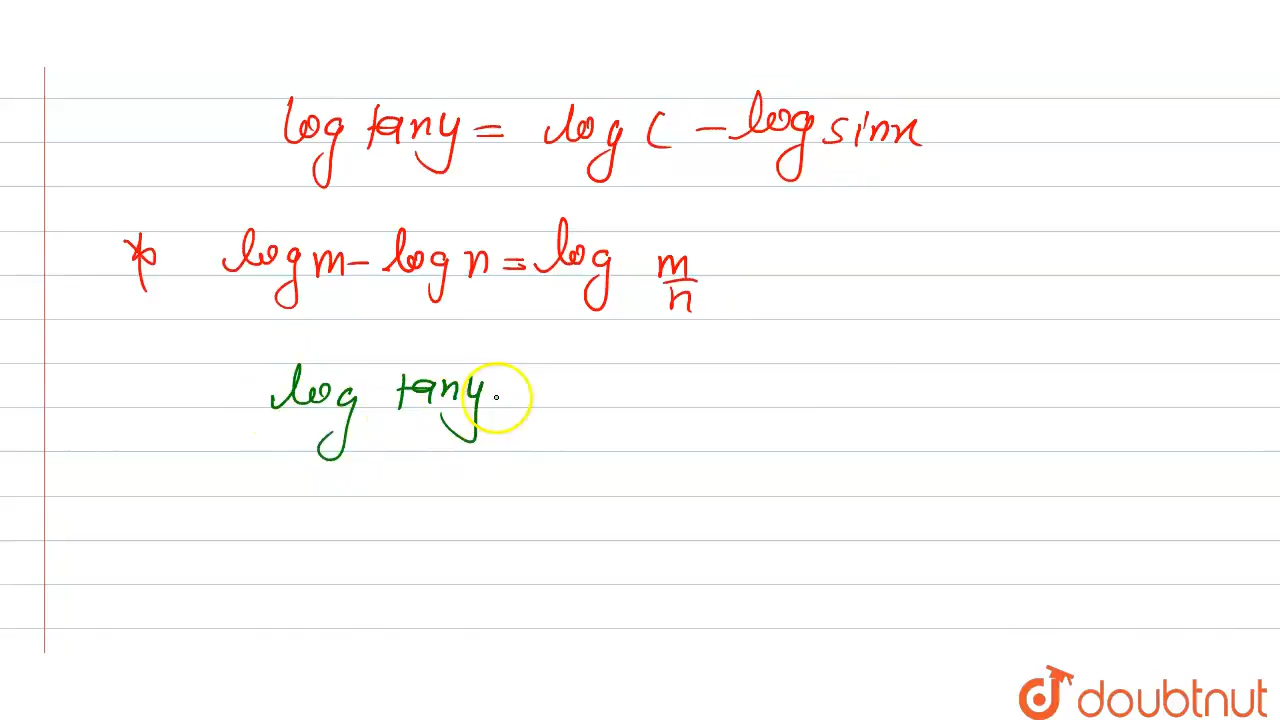 log tany = log C - log sinx
* log m - log n = log m/n
log tany.
doubtnut